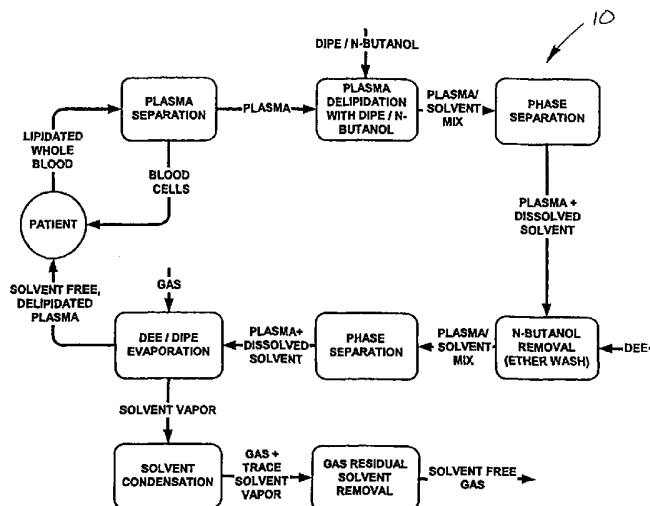 10
DIPE / N-BUTANOL
PLASMA
SEPARATION
PLASMA
PLASMA
DELIPIDATION
WITH DIPE / N-
BUTANOL
PLASMA/
SOLVENT
MIX
PHASE
SEPARATION
LIPIDATED
WHOLE
BLOOD
BLOOD
CELLS
PATIENT
PLASMA +
DISSOLVED
SOLVENT
SOLVENT FREE,
DELIPIDATED
PLASMA
GAS
DEE / DIPE
EVAPORATION
PLASMA+
DISSOLVED
SOLVENT
PHASE
SEPARATION
PLASMA/
SOLVENT
MIX
N-BUTANOL
REMOVAL
(ETHER WASH)
DEE
SOLVENT VAPOR
SOLVENT
CONDENSATION
GAS +
TRACE
SOLVENT
VAPOR
GAS RESIDUAL
SOLVENT
REMOVAL
SOLVENT FREE
GAS